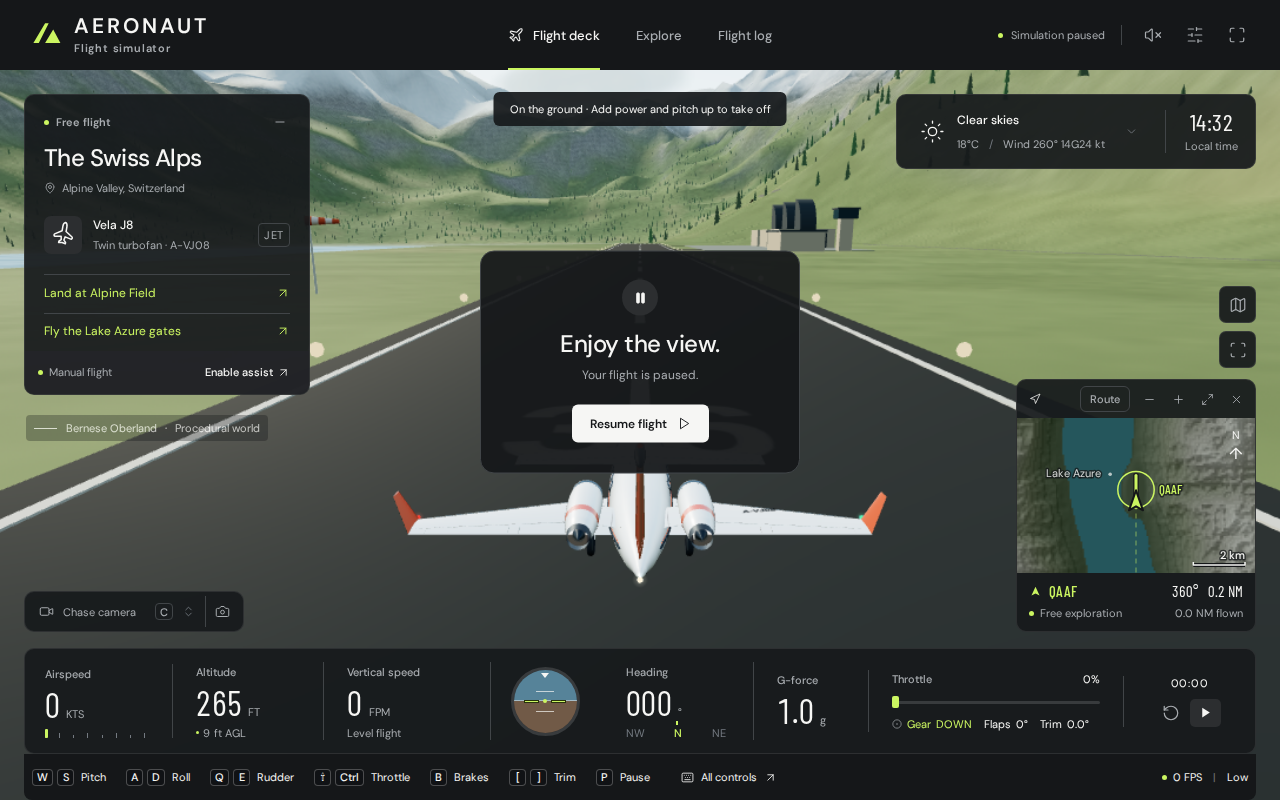 AERONAUT
Flight simulator
Flight deck
Explore
Flight log
Simulation paused
On the ground · Add power and pitch up to take off
Free flight
The Swiss Alps
Alpine Valley, Switzerland
Vela J8
Twin turbofan · A-VJ08
JET
Land at Alpine Field
Fly the Lake Azure gates
Manual flight
Enable assist
Bernese Oberland · Procedural world
Clear skies
18°C / Wind 260° 14G24 kt
14:32
Local time
Enjoy the view.
Your flight is paused.
Resume flight
Route
N
Lake Azure
QAAF
2 km
QAAF
360° 0.2 NM
Free exploration
0.0 NM flown
Chase camera
C
Airspeed
0 KTS
Altitude
265 FT
9 ft AGL
Vertical speed
0 FPM
Level flight
Heading
000°
NW N NE
G-force
1.0 g
Throttle
0%
Gear DOWN Flaps 0° Trim 0.0°
00:00
W S Pitch
A D Roll
Q E Rudder
⇧ Ctrl Throttle
B Brakes
[ ] Trim
P Pause
All controls
0 FPS | Low